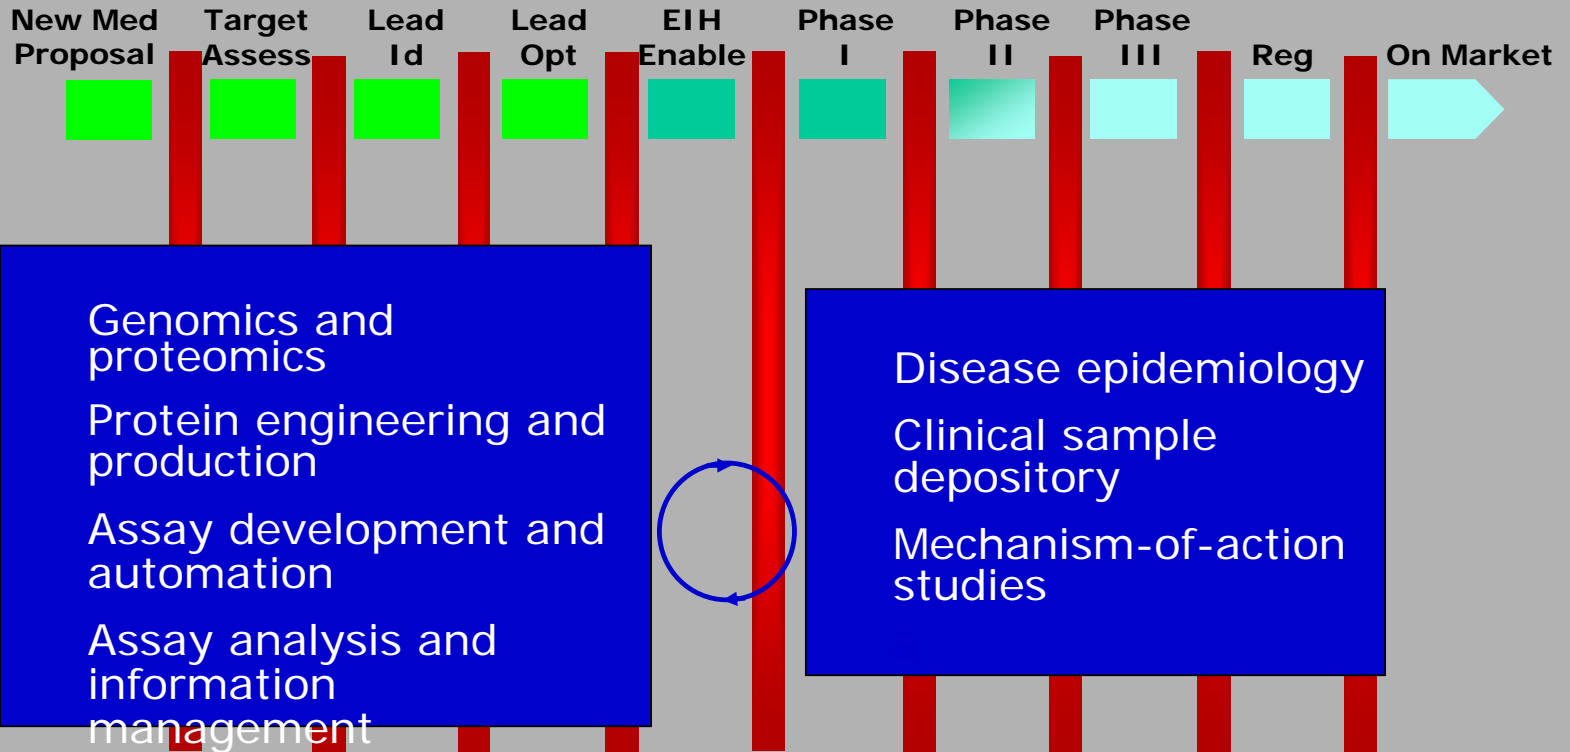 New Med Proposal
Target Assess
Lead Id
Lead Opt
EIH Enable
Phase I
Phase II
Phase III
Reg
On Market
Genomics and
proteomics
Protein engineering and
production
Assay development and
automation
Assay analysis and
information
management
Disease epidemiology
Clinical sample
depository
Mechanism-of-action
studies